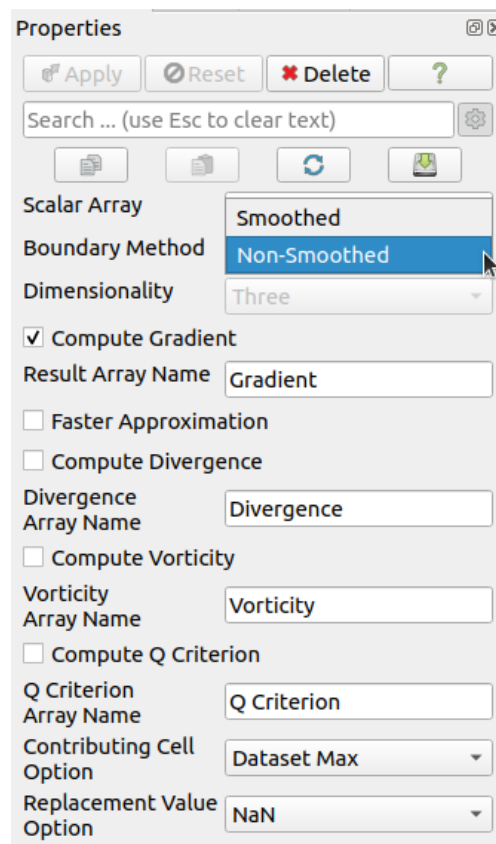 Properties
Apply Reset Delete ?
Search ... (use Esc to clear text)
Scalar Array
Smoothed
Boundary Method Non-Smoothed
Dimensionality Three
Compute Gradient
Result Array Name Gradient
Faster Approximation
Compute Divergence
Divergence
Array Name Divergence
Compute Vorticity
Vorticity
Array Name Vorticity
Compute Q Criterion
Q Criterion
Array Name Q Criterion
Contributing Cell
Option Dataset Max
Replacement Value
Option NaN